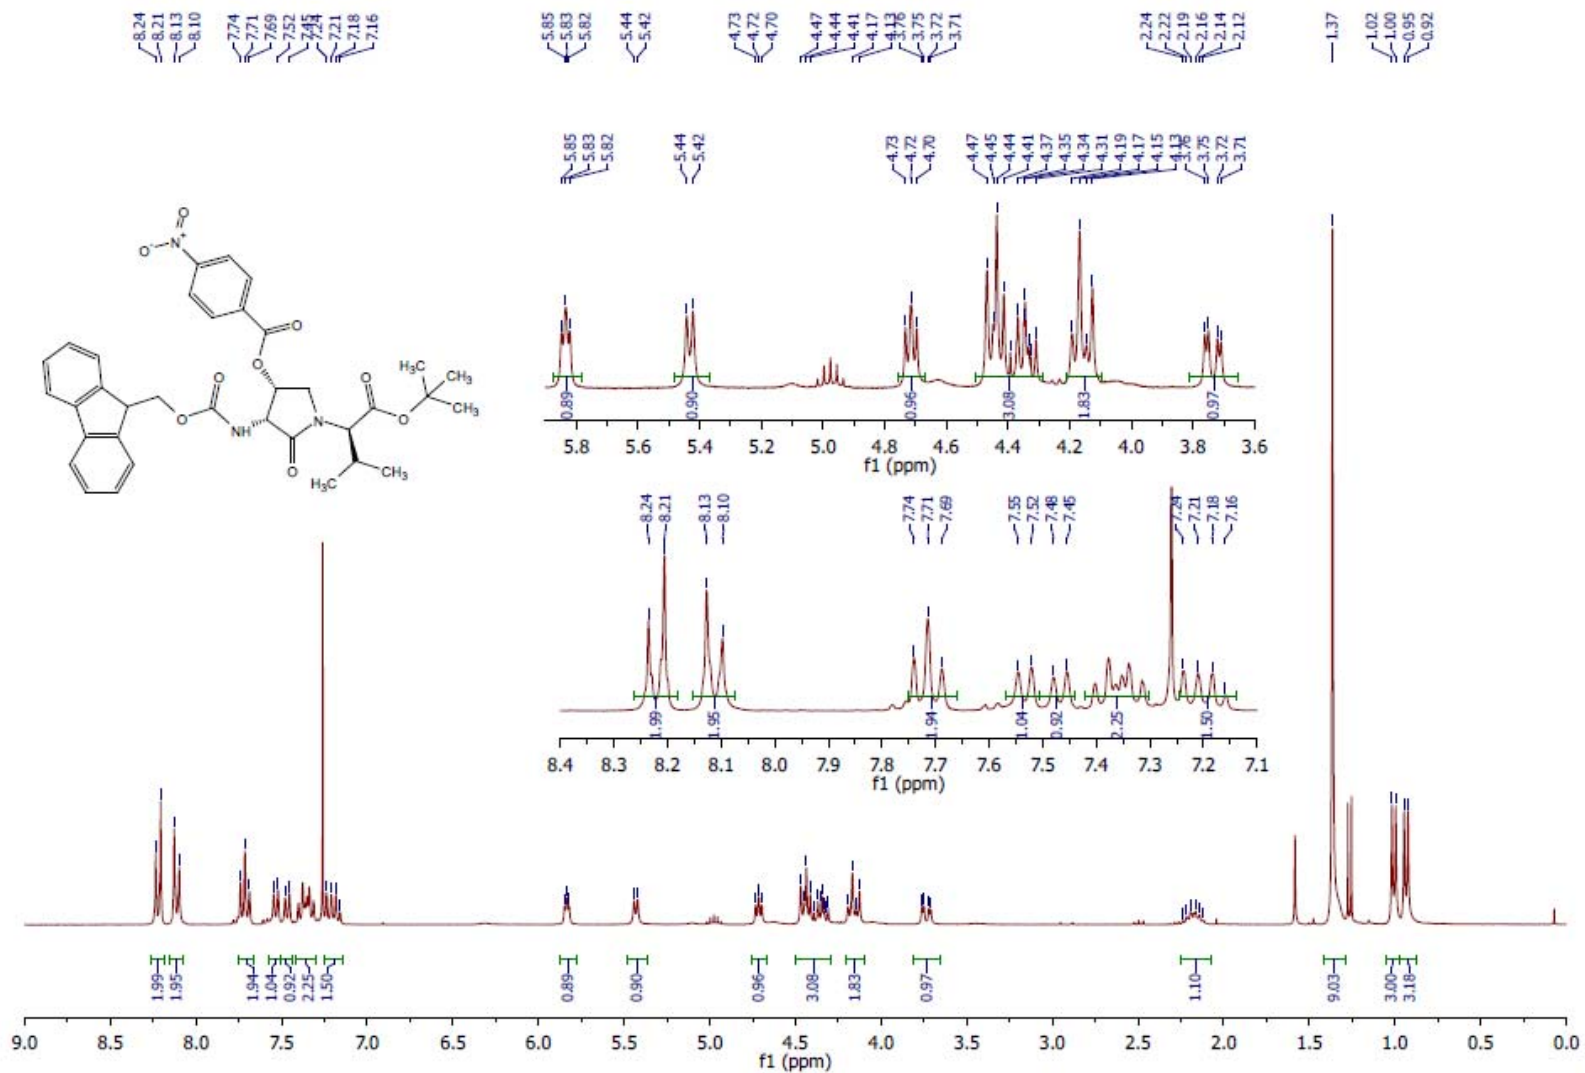 8.24 8.21 8.13 8.10 7.74 7.71 7.69 7.52 7.45 7.24 7.21 7.18 7.16 5.85 5.83 5.82 5.44 5.42 4.73 4.72 4.70 4.47 4.44 4.41 4.17 4.13 3.76 3.75 3.72 3.71 2.24 2.22 2.19 2.16 2.14 2.12 1.37 1.02 1.00 0.95 0.92
5.85 5.83 5.82 5.44 5.42 4.73 4.72 4.70 4.47 4.45 4.44 4.41 4.37 4.35 4.34 4.31 4.19 4.17 4.15 4.13 3.76 3.75 3.72 3.71
O
O⁻ N⁺
O
O
O
O
O
NH
N
O
O
O
H₃C
CH₃
CH₃
H₃C
CH₃
0.89 0.90 0.96 3.08 1.83 0.97
5.8 5.6 5.4 5.2 5.0 4.8 4.6 4.4 4.2 4.0 3.8 3.6
f1 (ppm)
8.24 8.21 8.13 8.10 7.74 7.71 7.69 7.55 7.52 7.48 7.45 7.24 7.21 7.18 7.16
1.99 1.95 1.94 1.04 0.92 2.25 1.50
8.4 8.3 8.2 8.1 8.0 7.9 7.8 7.7 7.6 7.5 7.4 7.3 7.2 7.1
f1 (ppm)
1.99 1.95 1.94 1.04 0.92 2.25 1.50 0.89 0.90 0.96 3.08 1.83 0.97 1.10 9.03 3.00 3.18
9.0 8.5 8.0 7.5 7.0 6.5 6.0 5.5 5.0 4.5 4.0 3.5 3.0 2.5 2.0 1.5 1.0 0.5 0.0
f1 (ppm)